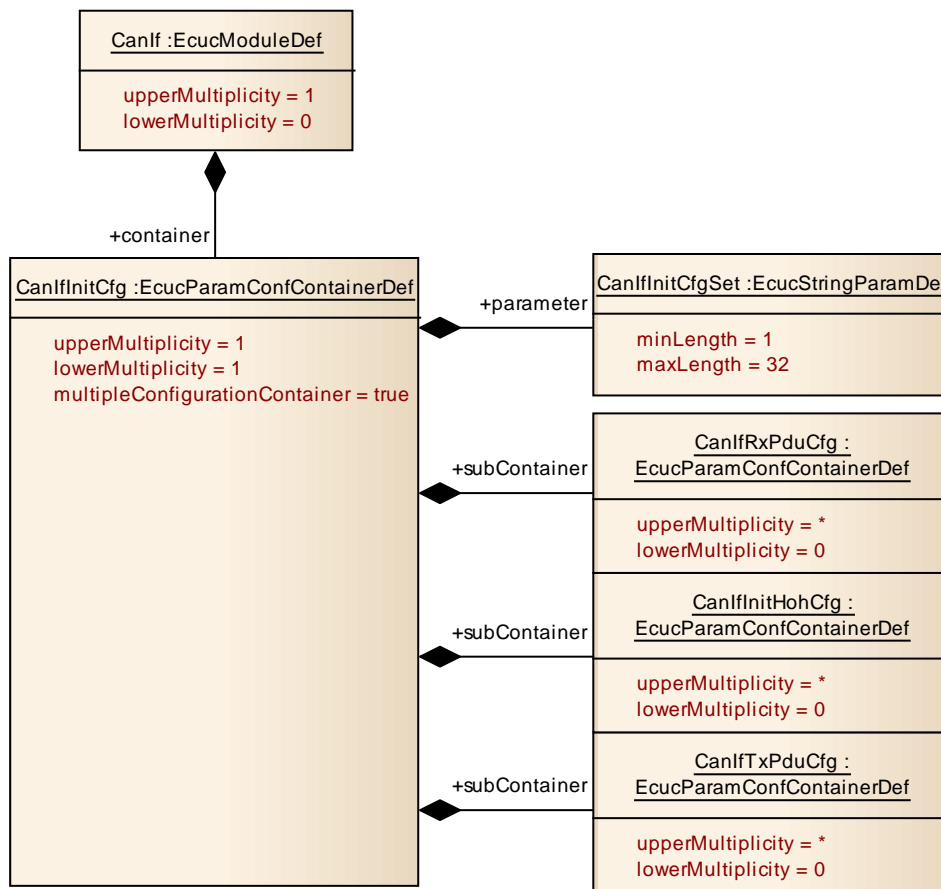 CanIf :EcucModuleDef
upperMultiplicity = 1
lowerMultiplicity = 0
+container
CanIfInitCfg :EcucParamConfContainerDef
upperMultiplicity = 1
lowerMultiplicity = 1
multipleConfigurationContainer = true
+parameter
CanIfInitCfgSet :EcucStringParamDe
minLength = 1
maxLength = 32
+subContainer
CanIfRxPduCfg :
EcucParamConfContainerDef
upperMultiplicity = *
lowerMultiplicity = 0
+subContainer
CanIfInitHohCfg :
EcucParamConfContainerDef
upperMultiplicity = *
lowerMultiplicity = 0
+subContainer
CanIfTxPduCfg :
EcucParamConfContainerDef
upperMultiplicity = *
lowerMultiplicity = 0